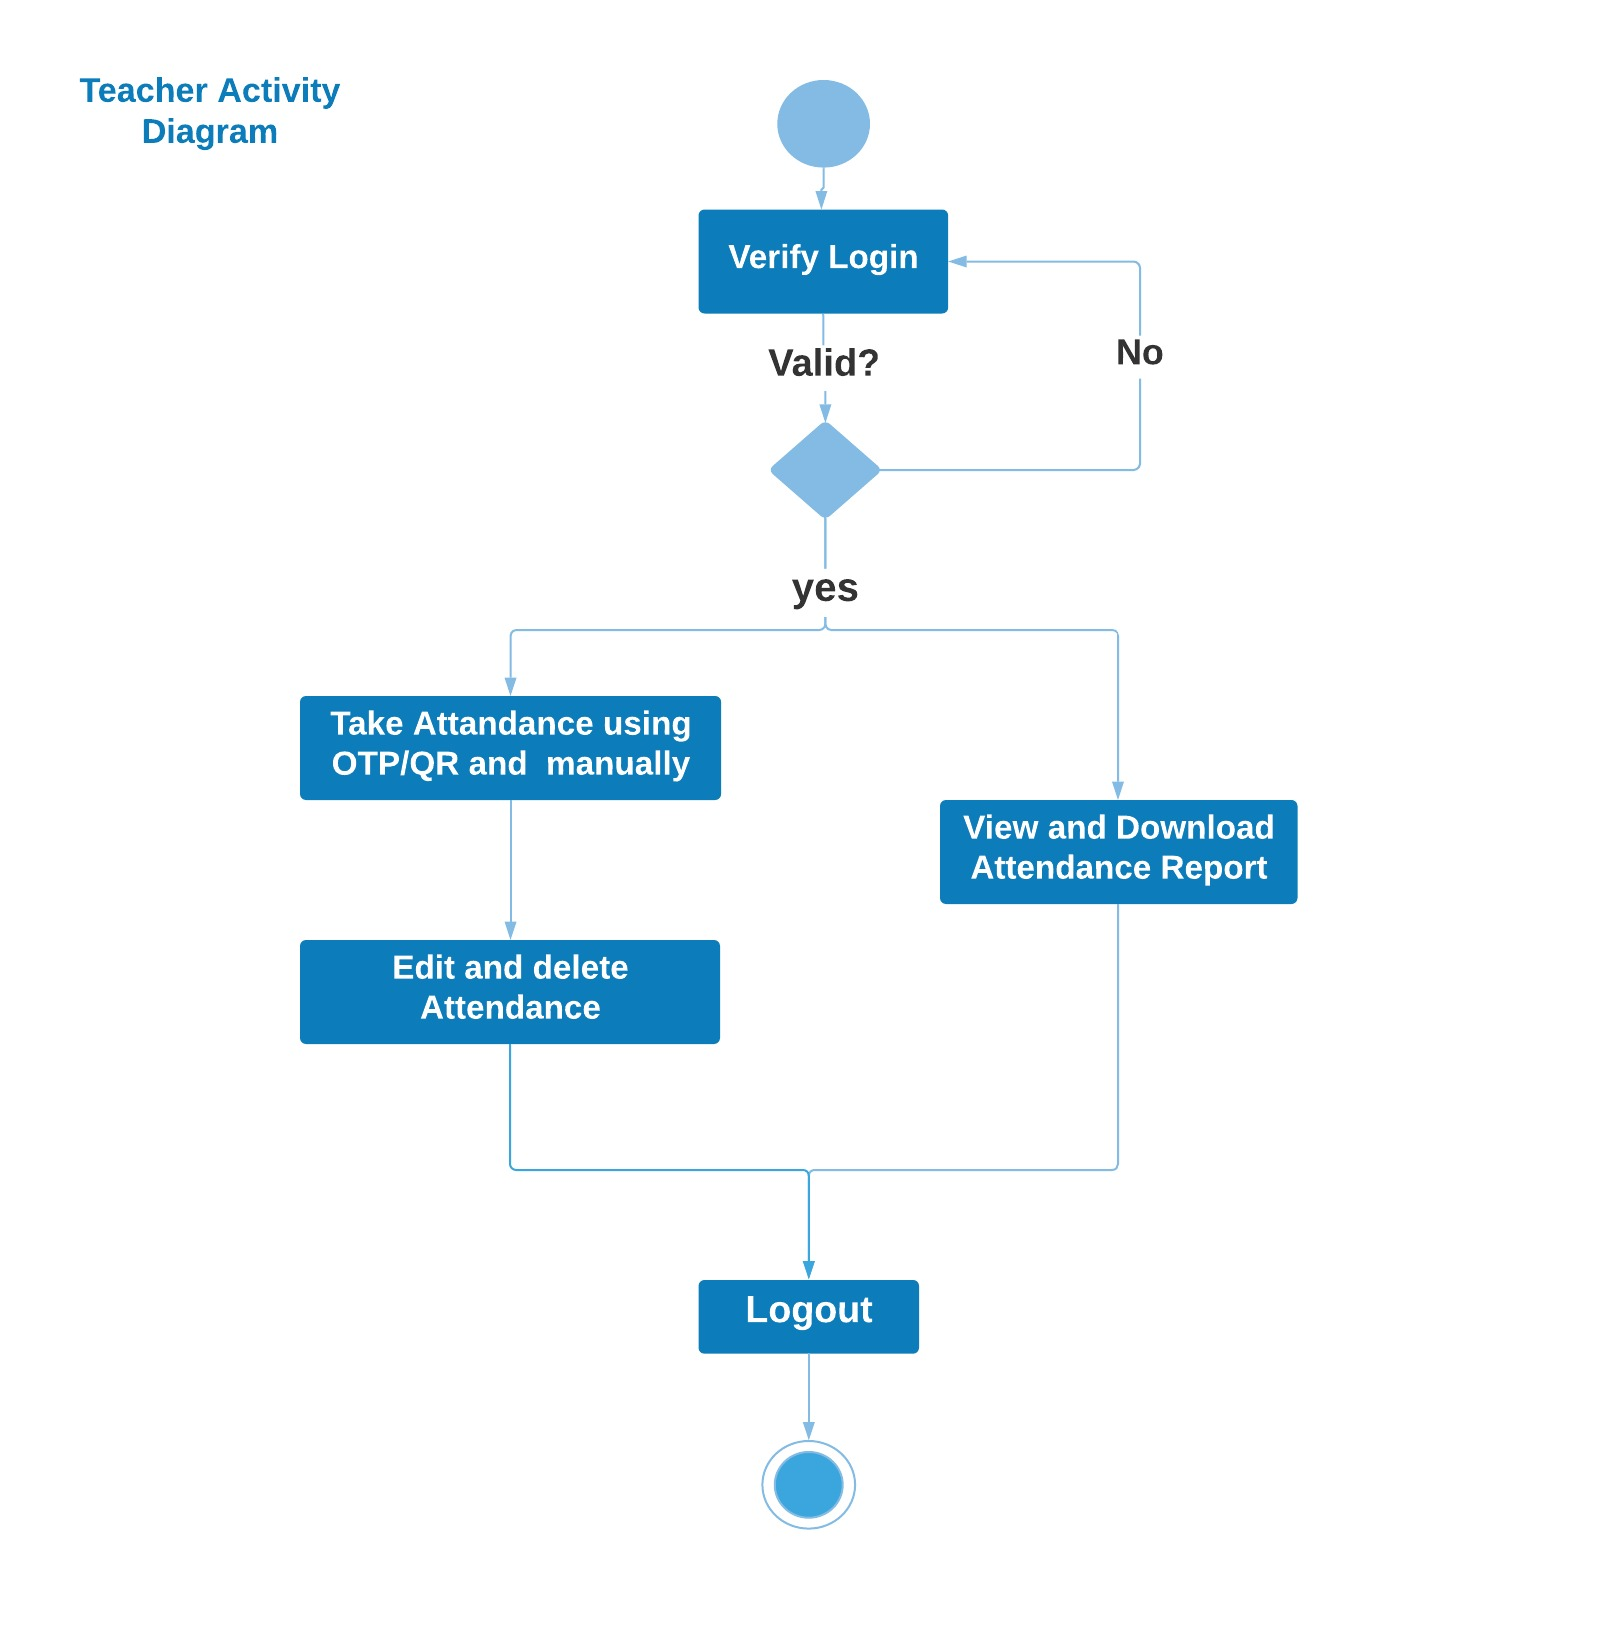 Teacher Activity
Diagram
Verify Login
Valid?
No
yes
Take Attandance using
OTP/QR and  manually
View and Download
Attendance Report
Edit and delete
Attendance
Logout